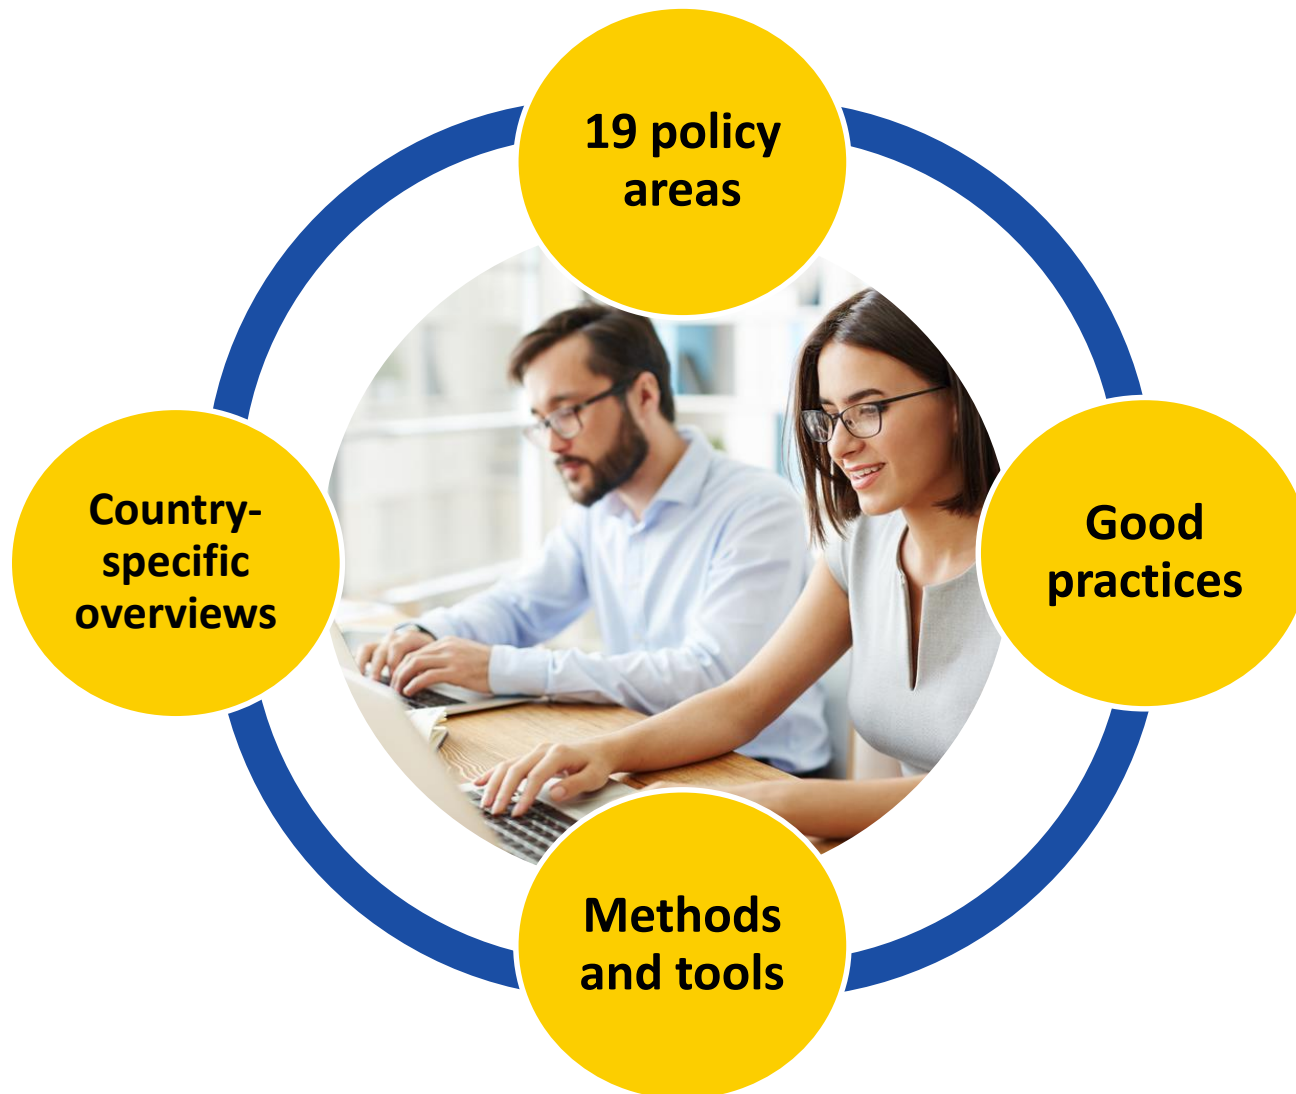 19 policy
areas
Country-
specific
overviews
Good
practices
Methods
and tools